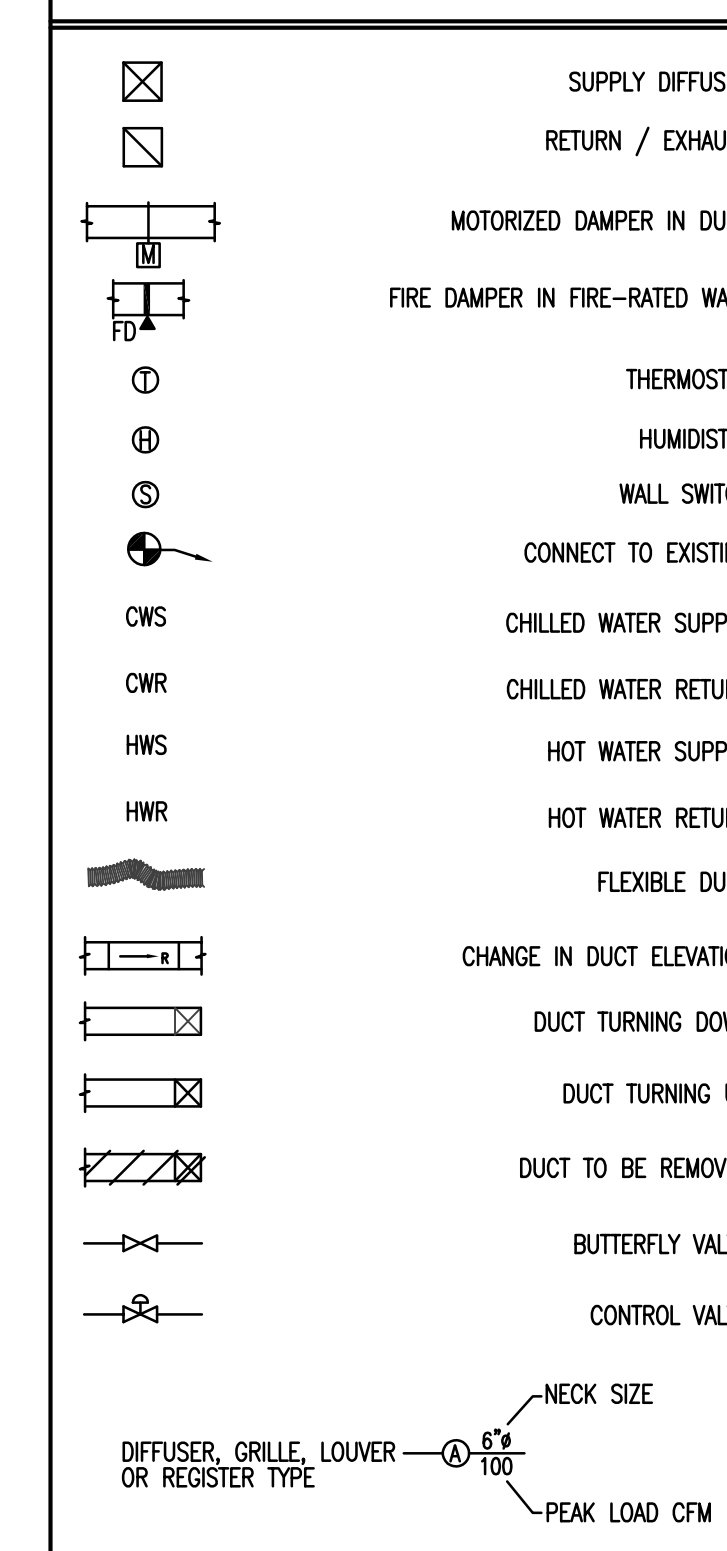 SUPPLY DIFFUS
RETURN / EXHAU
MOTORIZED DAMPER IN DU
M
FIRE DAMPER IN FIRE-RATED WA
FD
T THERMOST
H HUMIDIST
S WALL SWIT
CONNECT TO EXISTI
CWS CHILLED WATER SUPP
CWR CHILLED WATER RETU
HWS HOT WATER SUPP
HWR HOT WATER RETU
FLEXIBLE DU
R CHANGE IN DUCT ELEVATI
DUCT TURNING DO
DUCT TURNING
DUCT TO BE REMOV
BUTTERFLY VAL
CONTROL VAL
NECK SIZE
DIFFUSER, GRILLE, LOUVER
OR REGISTER TYPE
A
6"ø
100
PEAK LOAD CFM